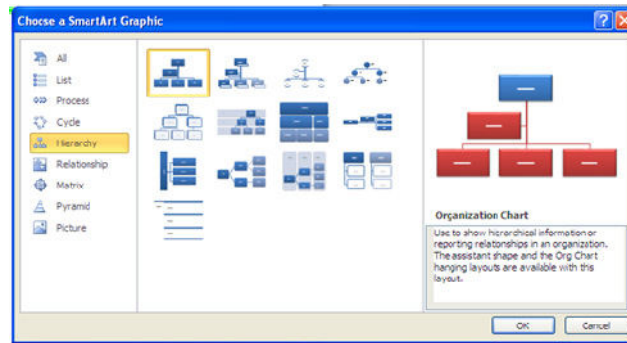 Choose a SmartArt Graphic
All
List
Process
Cycle
Hierarchy
Relationship
Matrix
Pyramid
Picture
Organization Chart
Use to show hierarchical information or
reporting relationships in an organization.
The assistant shape and the Org Chart
hanging layouts are available with this
layout.
OK
Cancel